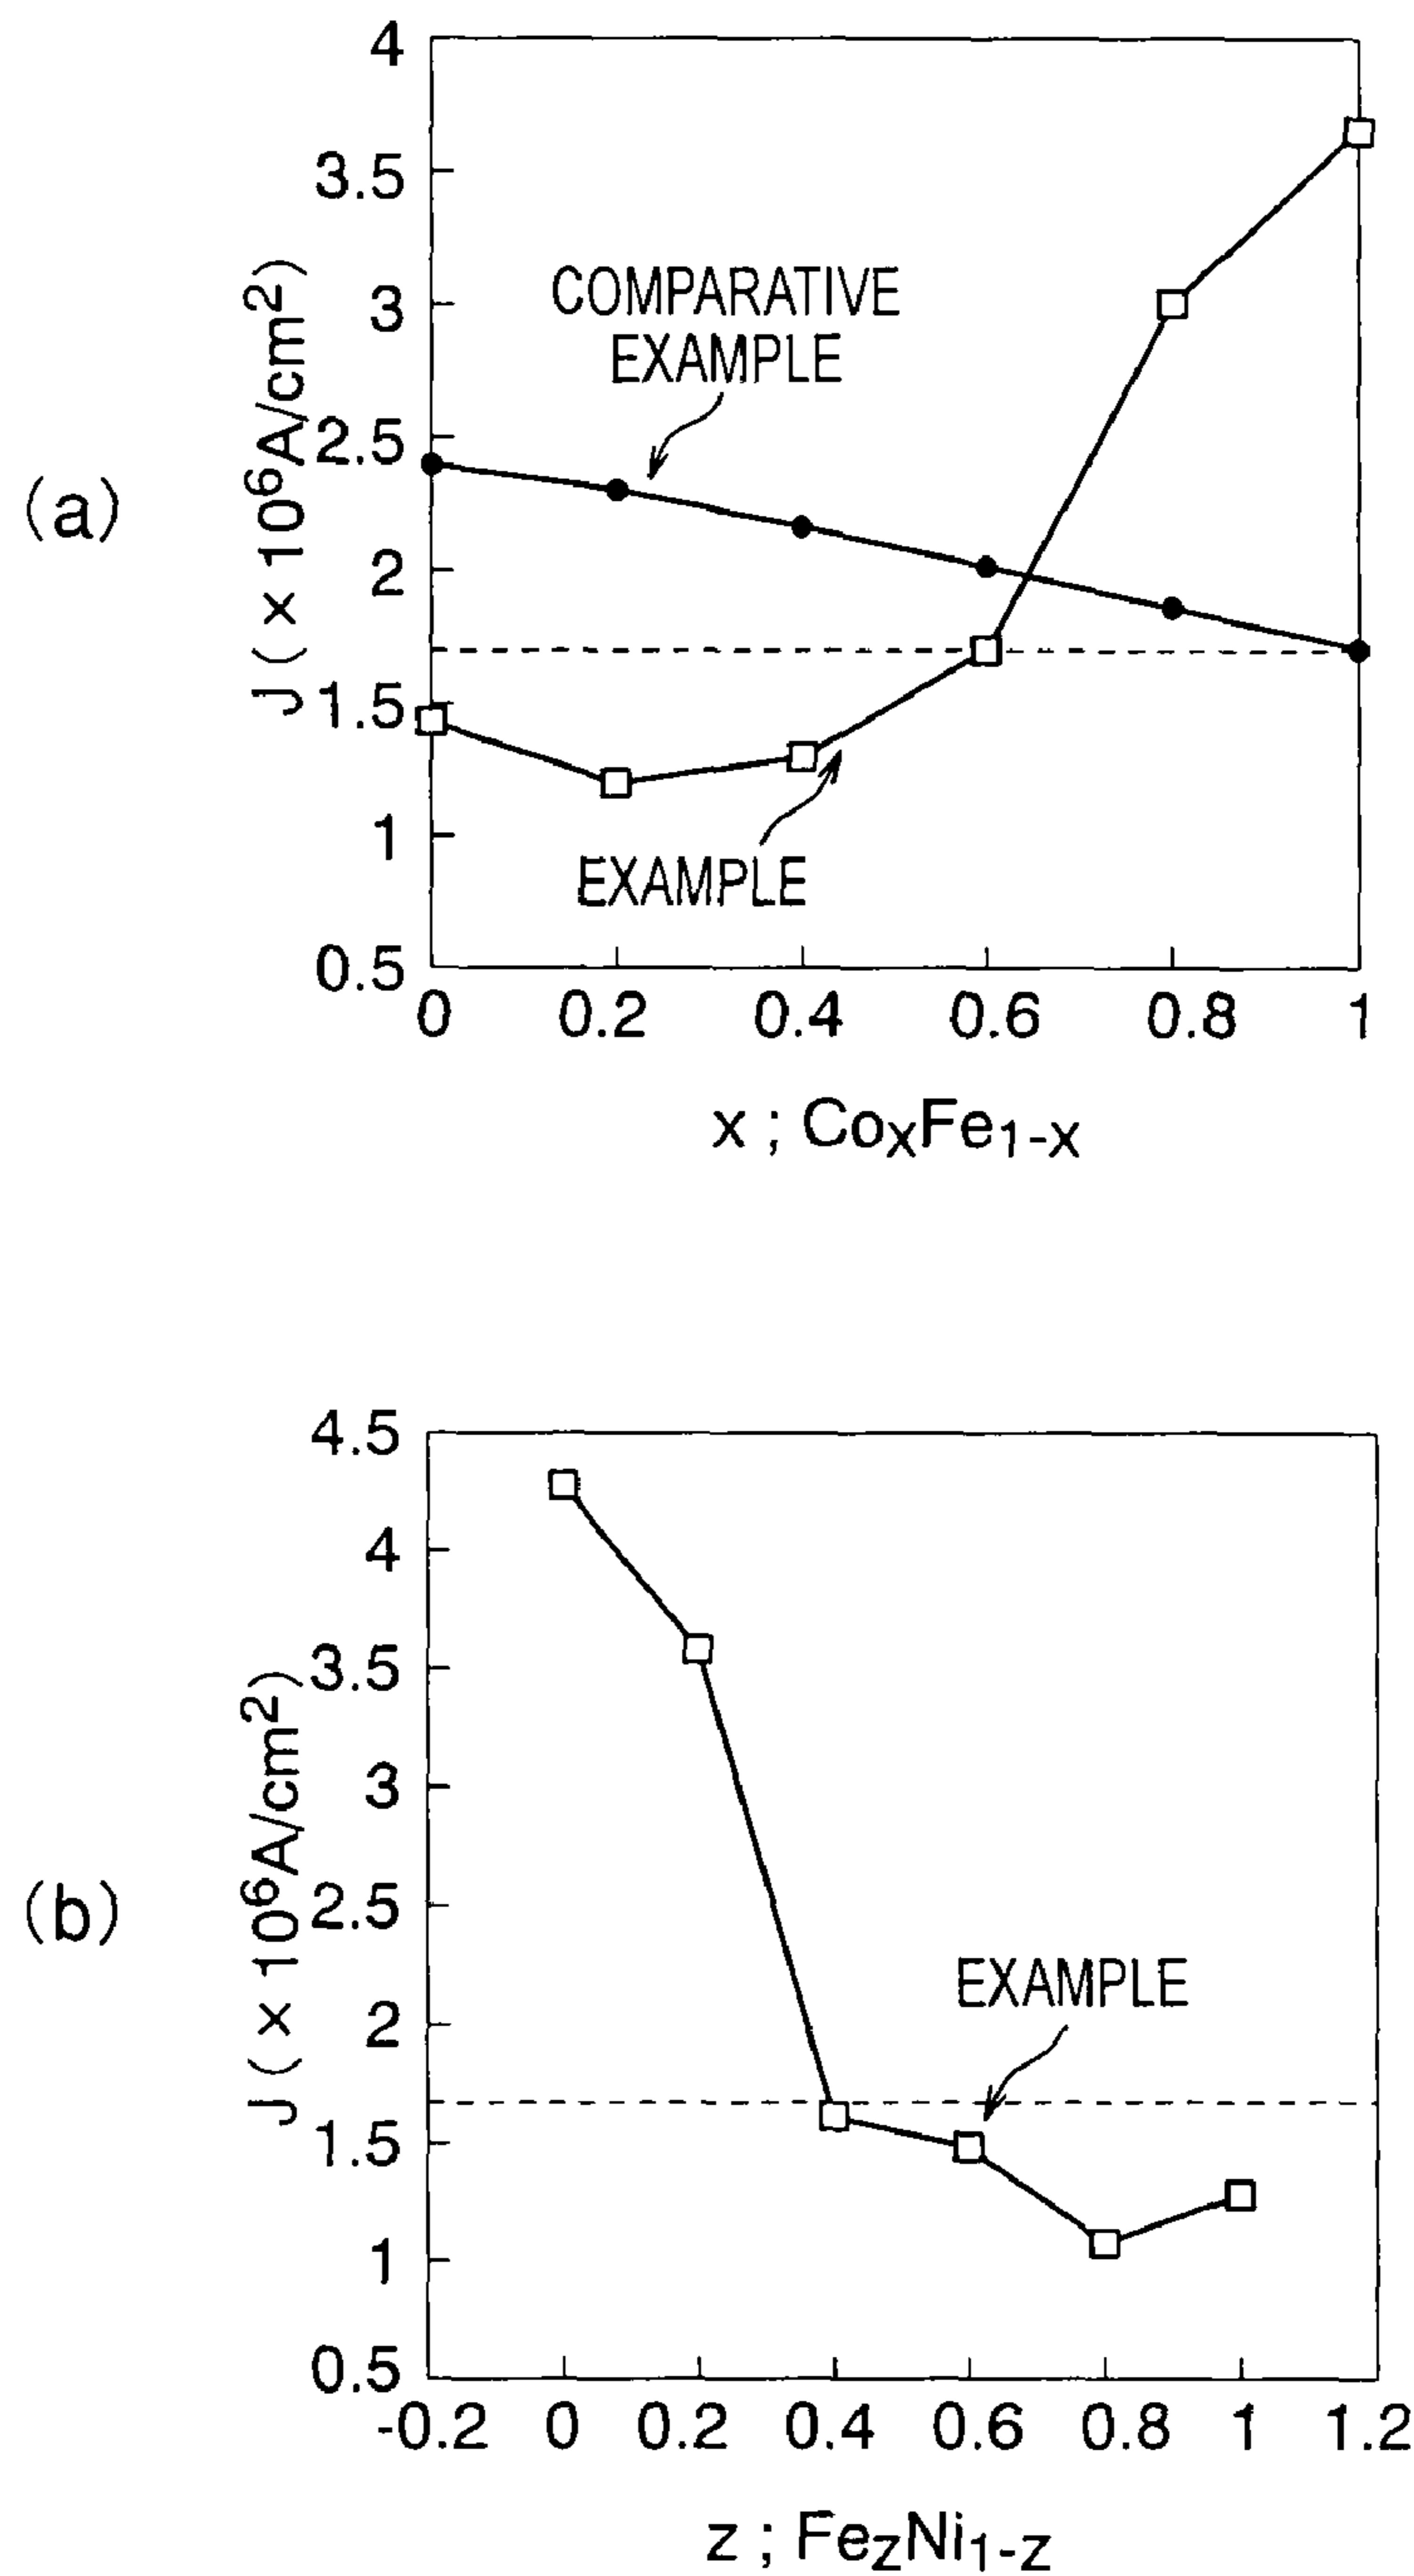 (a)
J ( × 10⁶A/cm²)
4
3.5
3
2.5
2
1.5
1
0.5
COMPARATIVE
EXAMPLE
EXAMPLE
0 0.2 0.4 0.6 0.8 1
x ; CoₓFe₁₋ₓ
(b)
J ( × 10⁶A/cm²)
4.5
4
3.5
3
2.5
2
1.5
1
0.5
EXAMPLE
-0.2 0 0.2 0.4 0.6 0.8 1 1.2
z ; FezNi1-z